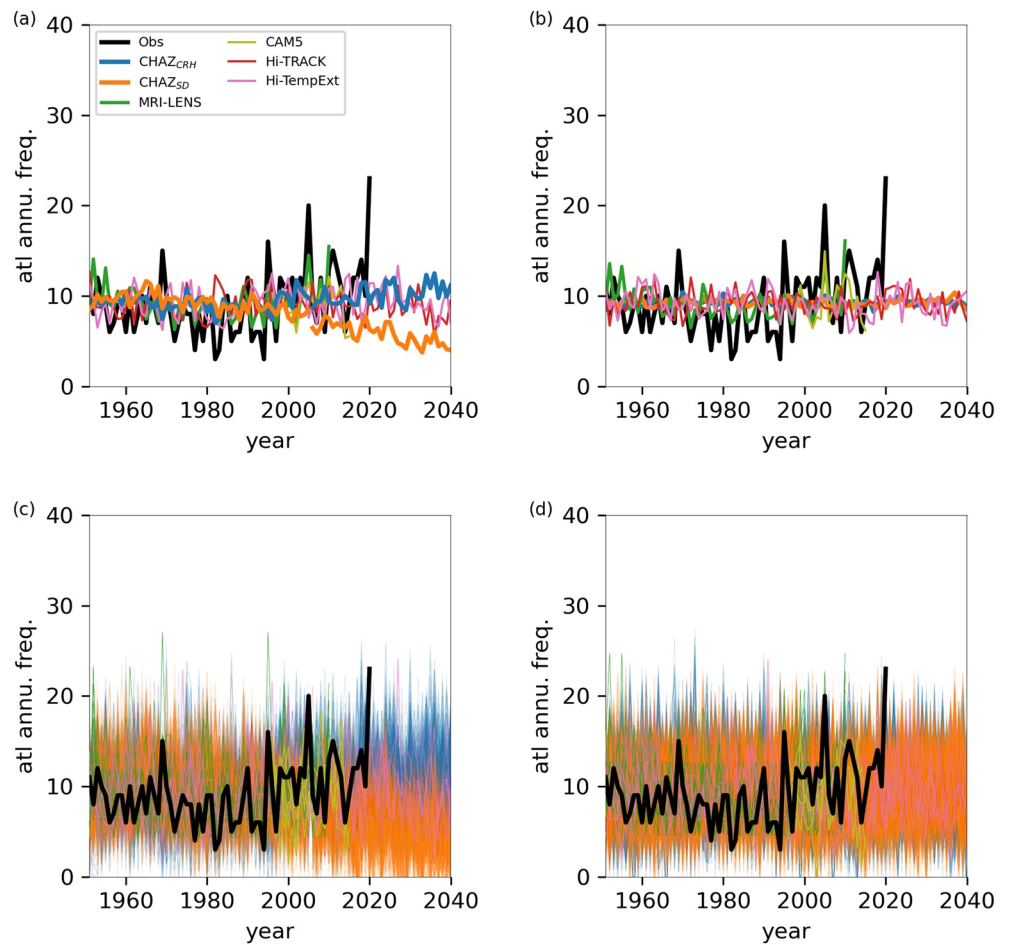 (a)
40
30
20
10
0
atl annu. freq.
Obs
CHAZCRH
CHAZSD
MRI-LENS
CAM5
Hi-TRACK
Hi-TempExt
1960 1980 2000 2020 2040
year
(b)
40
30
20
10
0
atl annu. freq.
1960 1980 2000 2020 2040
year
(c)
40
30
20
10
0
atl annu. freq.
1960 1980 2000 2020 2040
year
(d)
40
30
20
10
0
atl annu. freq.
1960 1980 2000 2020 2040
year